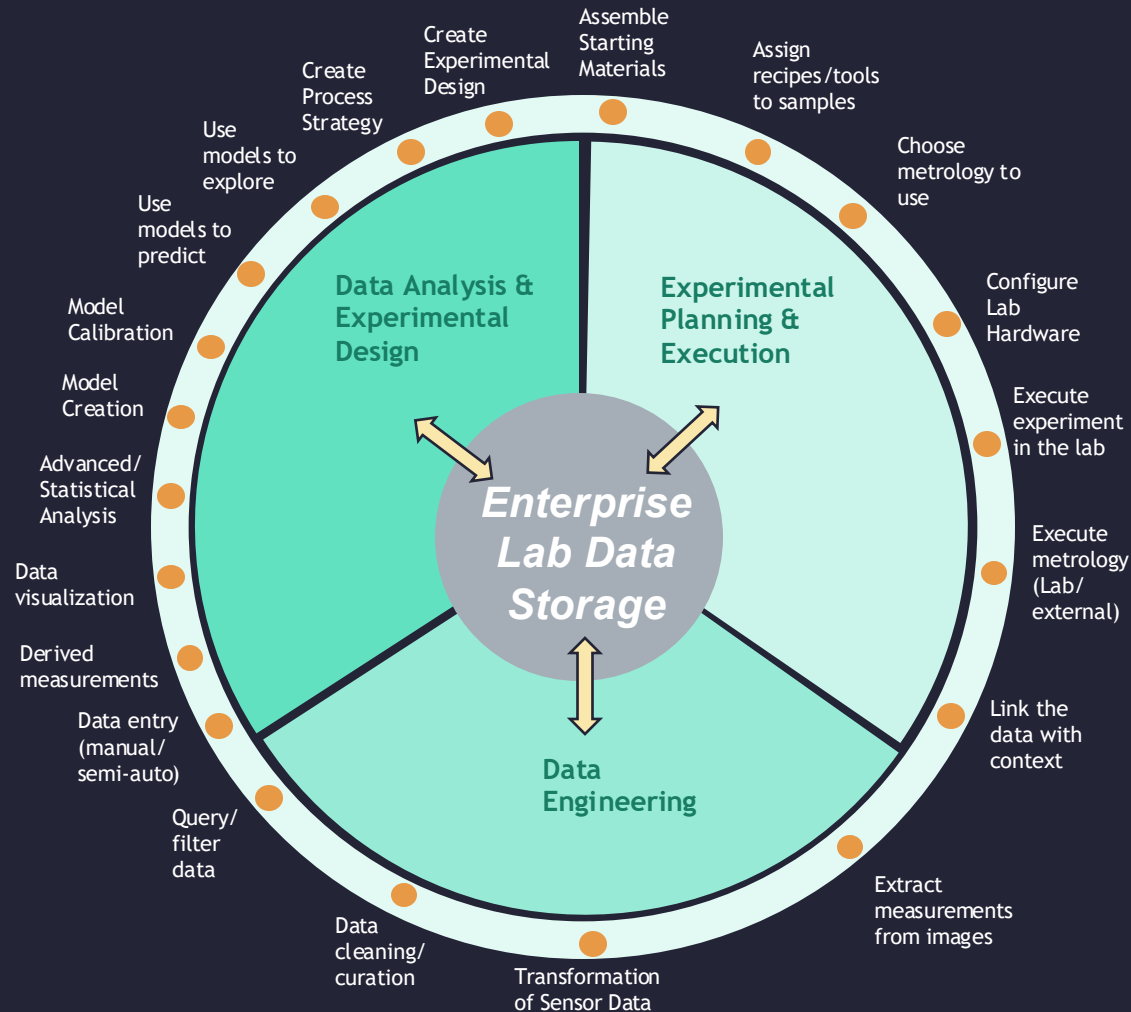 Assemble
Starting
Materials
Assign
recipes/tools
to samples
Choose
metrology to
use
Configure
Lab
Hardware
Execute
experiment
in the lab
Execute
metrology
(Lab/
external)
Link the
data with
context
Extract
measurements
from images
Transformation
of Sensor Data
Data
cleaning/
curation
Query/
filter
data
Data entry
(manual/
semi-auto)
Derived
measurements
Data
visualization
Advanced/
Statistical
Analysis
Model
Creation
Model
Calibration
Use
models to
predict
Use
models to
explore
Create
Process
Strategy
Create
Experimental
Design
Data Analysis &
Experimental
Design
Experimental
Planning &
Execution
Enterprise
Lab Data
Storage
Data
Engineering